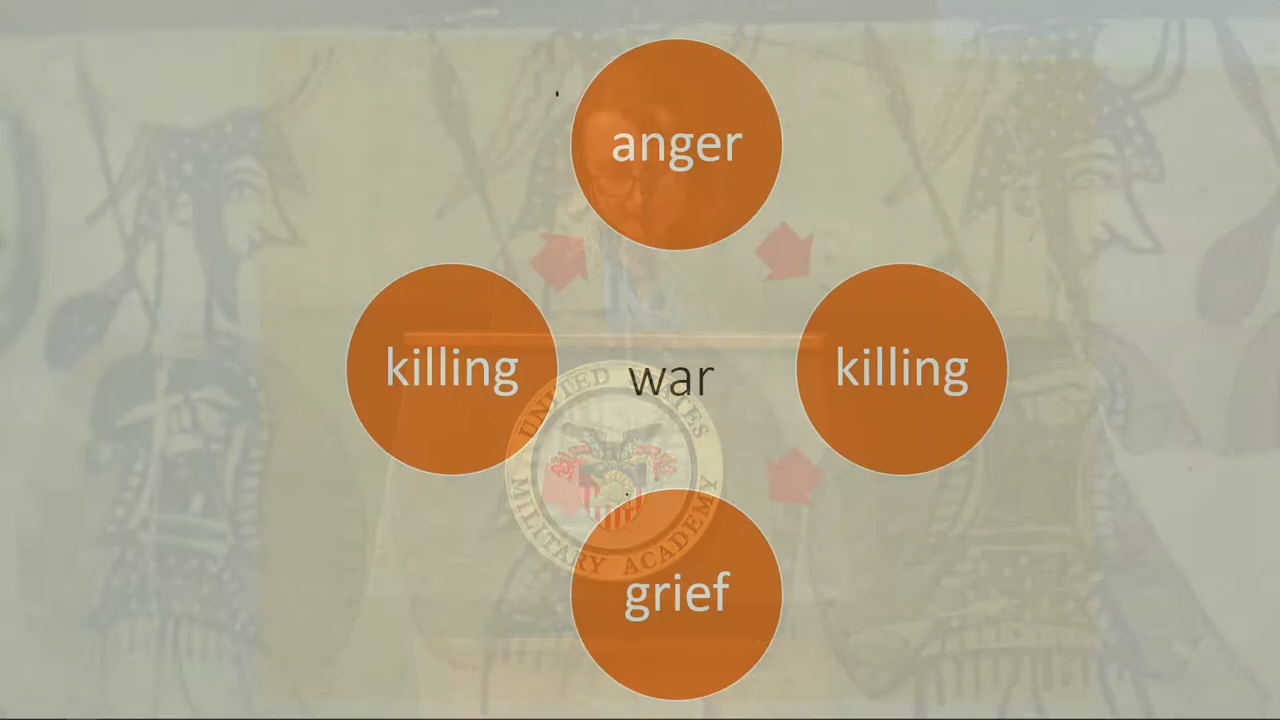 anger
killing
war
killing
UNITED STATES
MILITARY ACADEMY
grief